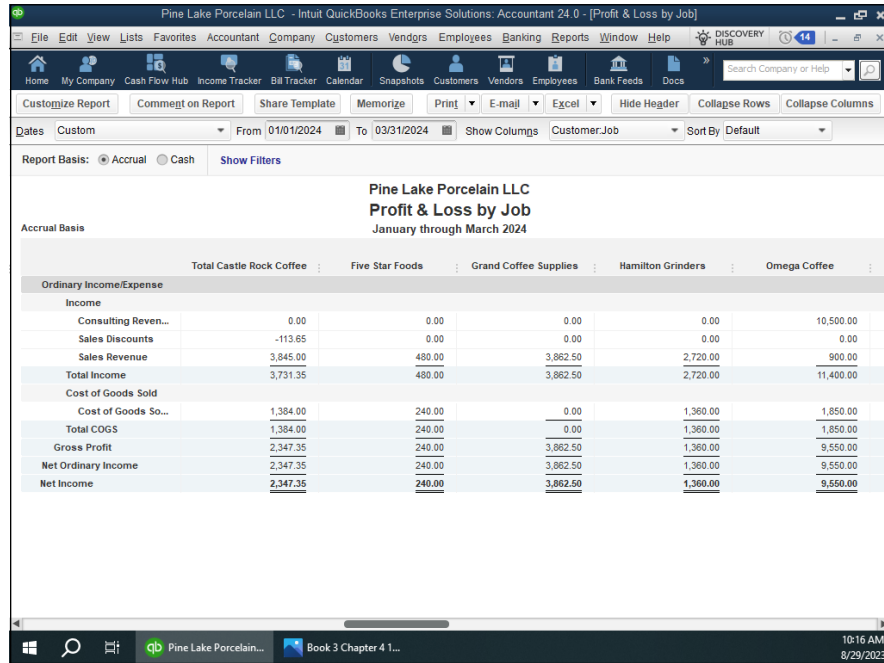 Pine Lake Porcelain LLC - Intuit QuickBooks Enterprise Solutions: Accountant 24.0 - [Profit & Loss by Job]
File Edit View Lists Favorites Accountant Company Customers Vendors Employees Banking Reports Window Help DISCOVERY HUB 14
Home My Company Cash Flow Hub Income Tracker Bill Tracker Calendar Snapshots Customers Vendors Employees Bank Feeds Docs » Search Company or Help
Customize Report Comment on Report Share Template Memorize Print E-mail Excel Hide Header Collapse Rows Collapse Columns
Dates Custom From 01/01/2024 To 03/31/2024 Show Columns Customer:Job Sort By Default
Report Basis: Accrual Cash Show Filters
Pine Lake Porcelain LLC
Profit & Loss by Job
Accrual Basis January through March 2024
Total Castle Rock Coffee Five Star Foods Grand Coffee Supplies Hamilton Grinders Omega Coffee
Ordinary Income/Expense
Income
Consulting Reven... 0.00 0.00 0.00 0.00 10,500.00
Sales Discounts -113.65 0.00 0.00 0.00 0.00
Sales Revenue 3,845.00 480.00 3,862.50 2,720.00 900.00
Total Income 3,731.35 480.00 3,862.50 2,720.00 11,400.00
Cost of Goods Sold
Cost of Goods So... 1,384.00 240.00 0.00 1,360.00 1,850.00
Total COGS 1,384.00 240.00 0.00 1,360.00 1,850.00
Gross Profit 2,347.35 240.00 3,862.50 1,360.00 9,550.00
Net Ordinary Income 2,347.35 240.00 3,862.50 1,360.00 9,550.00
Net Income 2,347.35 240.00 3,862.50 1,360.00 9,550.00
qb Pine Lake Porcelain... Book 3 Chapter 4 1... 10:16 AM
8/29/2023